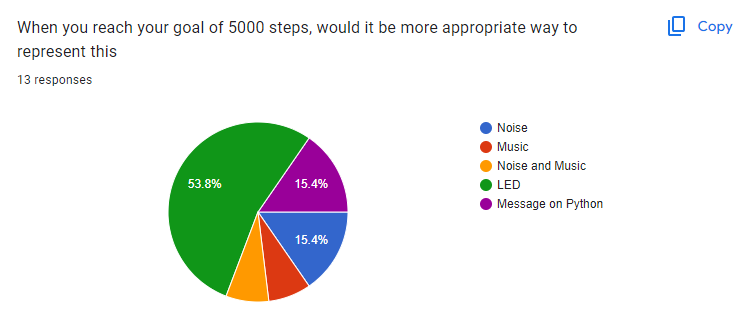 When you reach your goal of 5000 steps, would it be more appropriate way to
represent this
Copy
13 responses
53.8%
15.4%
15.4%
Noise
Music
Noise and Music
LED
Message on Python